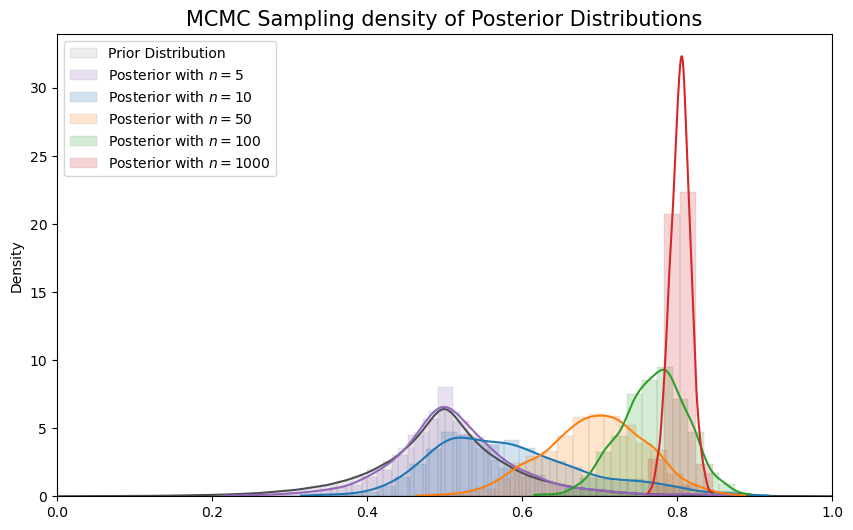 MCMC Sampling density of Posterior Distributions
Prior Distribution
Posterior with n = 5
Posterior with n = 10
Posterior with n = 50
Posterior with n = 100
Posterior with n = 1000
Density
30
25
20
15
10
5
0
0.0 0.2 0.4 0.6 0.8 1.0